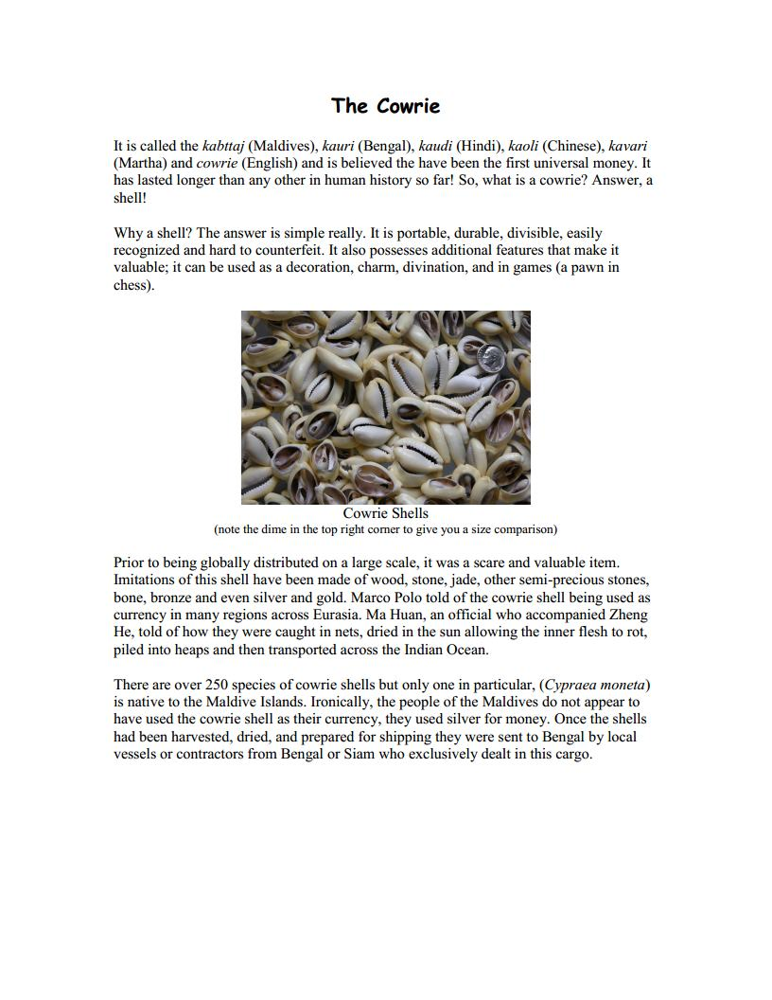 The Cowrie
It is called the kabttaj (Maldives), kauri (Bengal), kaudi (Hindi), kaoli (Chinese), kavari
(Martha) and cowrie (English) and is believed the have been the first universal money. It
has lasted longer than any other in human history so far! So, what is a cowrie? Answer, a
shell!
Why a shell? The answer is simple really. It is portable, durable, divisible, easily
recognized and hard to counterfeit. It also possesses additional features that make it
valuable; it can be used as a decoration, charm, divination, and in games (a pawn in
chess).
Cowrie Shells
(note the dime in the top right corner to give you a size comparison)
Prior to being globally distributed on a large scale, it was a scare and valuable item.
Imitations of this shell have been made of wood, stone, jade, other semi-precious stones,
bone, bronze and even silver and gold. Marco Polo told of the cowrie shell being used as
currency in many regions across Eurasia. Ma Huan, an official who accompanied Zheng
He, told of how they were caught in nets, dried in the sun allowing the inner flesh to rot,
piled into heaps and then transported across the Indian Ocean.
There are over 250 species of cowrie shells but only one in particular, (Cypraea moneta)
is native to the Maldive Islands. Ironically, the people of the Maldives do not appear to
have used the cowrie shell as their currency, they used silver for money. Once the shells
had been harvested, dried, and prepared for shipping they were sent to Bengal by local
vessels or contractors from Bengal or Siam who exclusively dealt in this cargo.